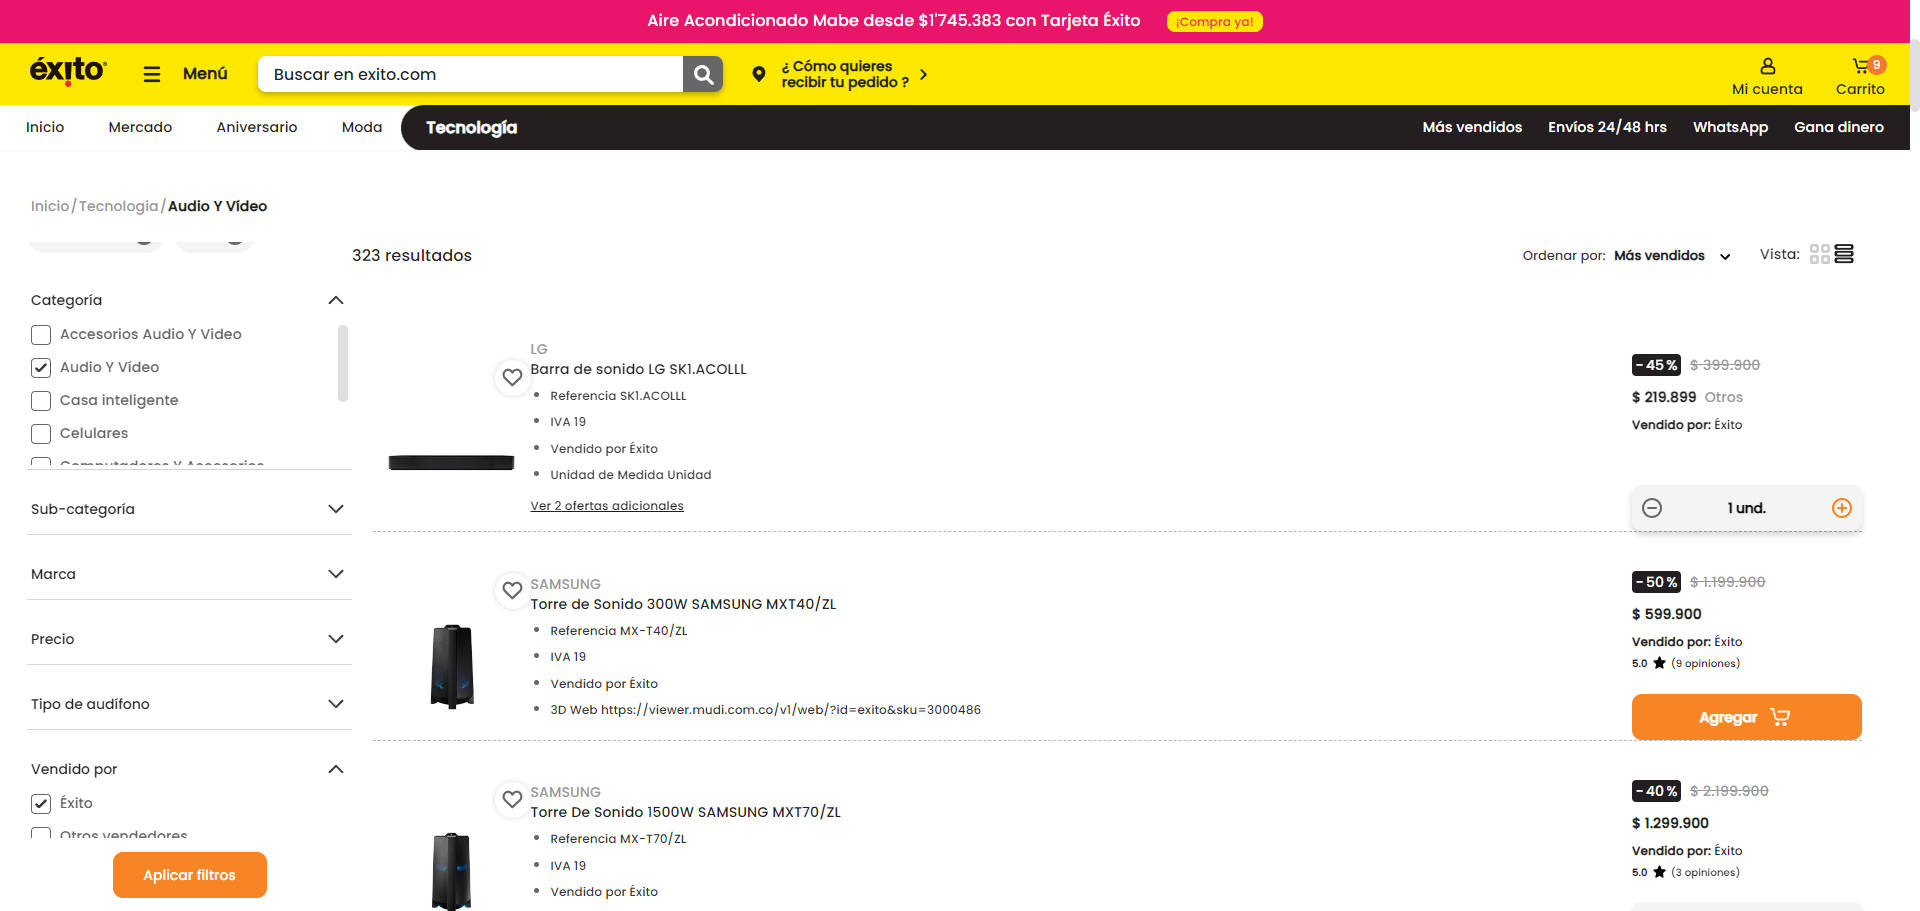 Aire Acondicionado Mabe desde $1'745.383 con Tarjeta Éxito ¡Compra ya!
éxito
Menú
Buscar en exito.com
¿ Cómo quieres
recibir tu pedido ?
Mi cuenta
9
Carrito
Inicio Mercado Aniversario Moda Tecnología Más vendidos Envíos 24/48 hrs WhatsApp Gana dinero
Inicio/Tecnologia/Audio Y Vídeo
323 resultados
Ordenar por: Más vendidos
Vista:
Categoría
Accesorios Audio Y Video
Audio Y Vídeo
Casa inteligente
Celulares
Computadores Y Accesorios
Sub-categoría
Marca
Precio
Tipo de audífono
Vendido por
Éxito
Otros vendedores
Aplicar filtros
LG
Barra de sonido LG SK1.ACOLLL
Referencia SK1.ACOLLL
IVA 19
Vendido por Éxito
Unidad de Medida Unidad
Ver 2 ofertas adicionales
- 45 % $ 399.900
$ 219.899 Otros
Vendido por: Éxito
1 und.
SAMSUNG
Torre de Sonido 300W SAMSUNG MXT40/ZL
Referencia MX-T40/ZL
IVA 19
Vendido por Éxito
3D Web https://viewer.mudi.com.co/v1/web/?id=exito&sku=3000486
- 50 % $ 1.199.900
$ 599.900
Vendido por: Éxito
5.0 ★ (9 opiniones)
Agregar
SAMSUNG
Torre De Sonido 1500W SAMSUNG MXT70/ZL
Referencia MX-T70/ZL
IVA 19
Vendido por Éxito
- 40 % $ 2.199.900
$ 1.299.900
Vendido por: Éxito
5.0 ★ (3 opiniones)